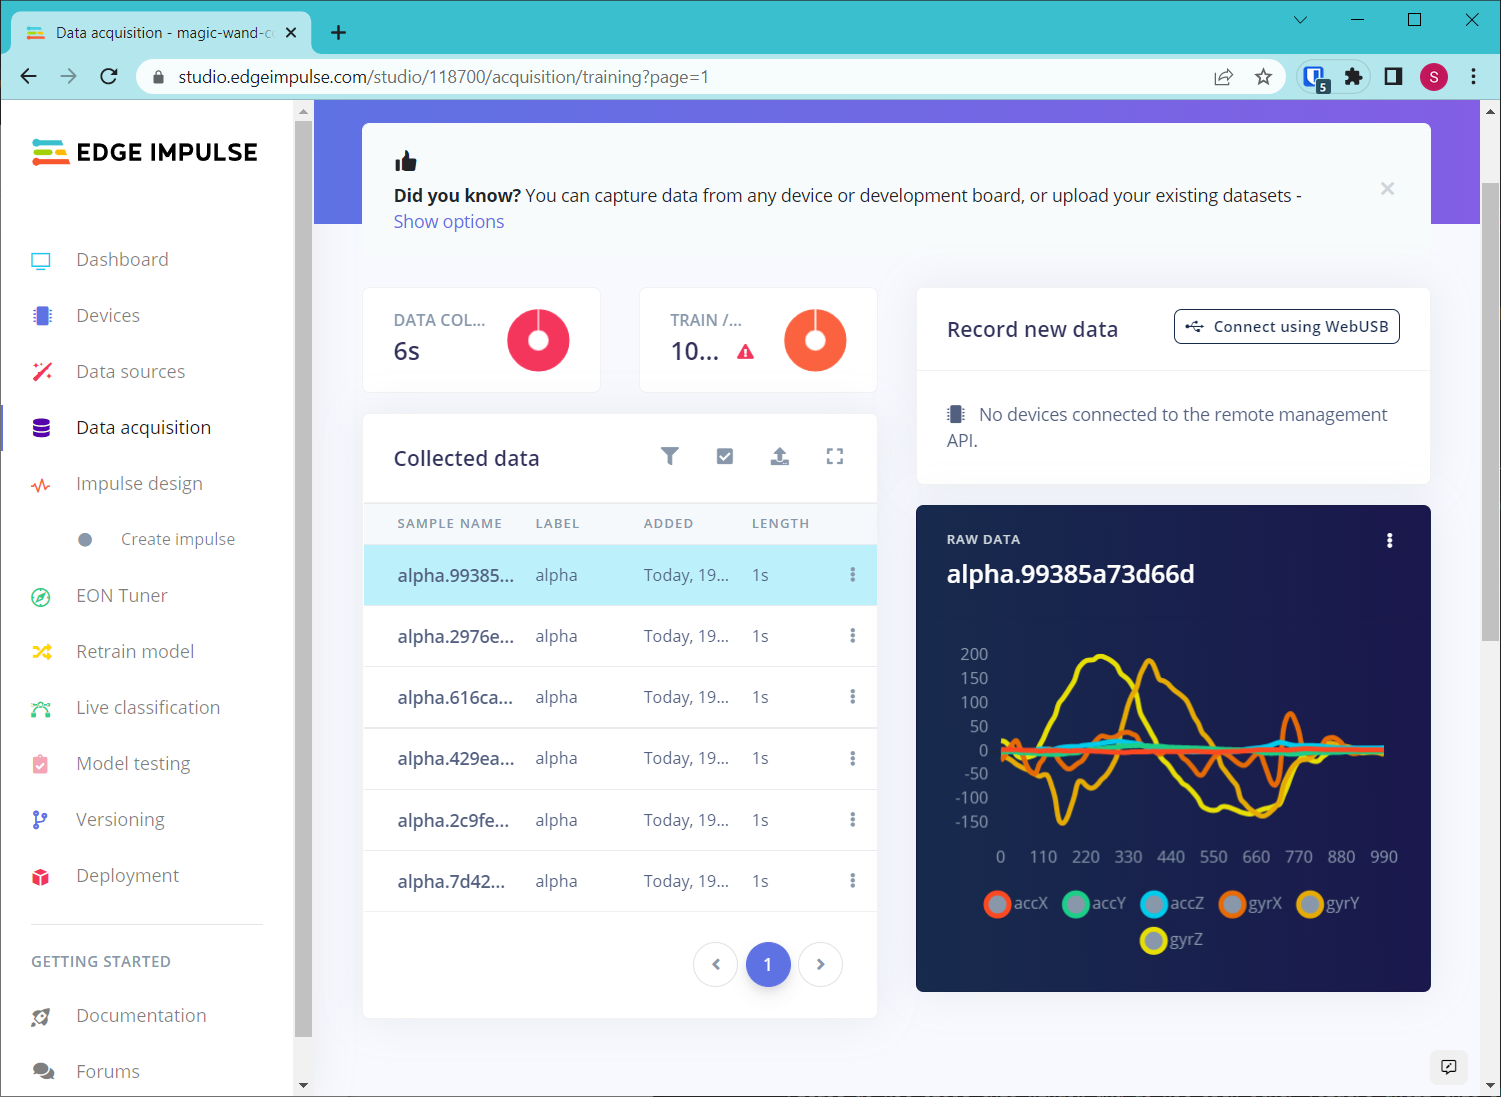 Data acquisition - magic-wand-c
studio.edgeimpulse.com/studio/118700/acquisition/training?page=1
5
S
EDGE IMPULSE
Dashboard
Devices
Data sources
Data acquisition
Impulse design
Create impulse
EON Tuner
Retrain model
Live classification
Model testing
Versioning
Deployment
GETTING STARTED
Documentation
Forums
Did you know? You can capture data from any device or development board, or upload your existing datasets -
Show options
DATA COL...
6s
TRAIN /...
10...
Collected data
SAMPLE NAME LABEL ADDED LENGTH
alpha.99385... alpha Today, 19... 1s
alpha.2976e... alpha Today, 19... 1s
alpha.616ca... alpha Today, 19... 1s
alpha.429ea... alpha Today, 19... 1s
alpha.2c9fe... alpha Today, 19... 1s
alpha.7d42... alpha Today, 19... 1s
1
Record new data
Connect using WebUSB
No devices connected to the remote management
API.
RAW DATA
alpha.99385a73d66d
200
150
100
50
0
-50
-100
-150
0 110 220 330 440 550 660 770 880 990
accX accY accZ gyrX gyrY
gyrZ